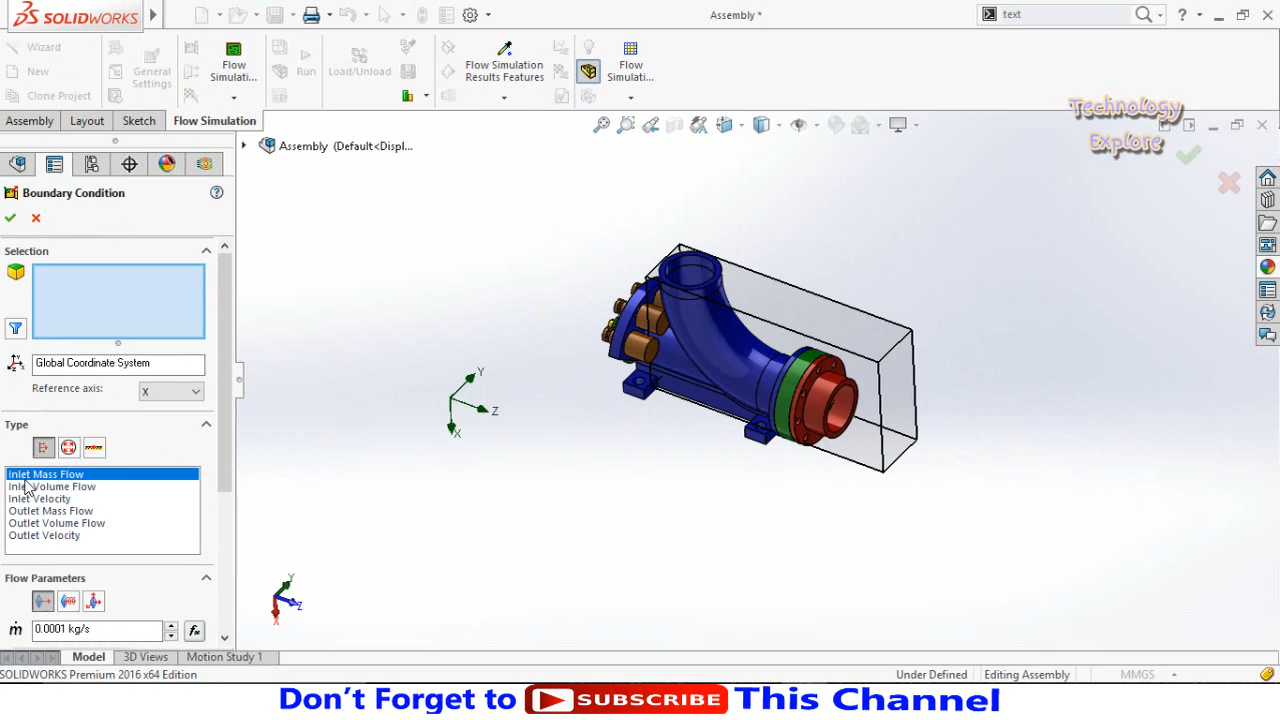 SOLIDWORKS
Assembly *
text
?
Wizard
New
Clone Project
General
Settings
Flow
Simulati...
Run
Load/Unload
Flow Simulation
Results Features
Flow
Simulati...
Technology
Explore
Assembly
Layout
Sketch
Flow Simulation
Assembly (Default<Displ...
Boundary Condition
?
Selection
Global Coordinate System
Reference axis:
X
Type
Inlet Mass Flow
Inlet Volume Flow
Inlet Velocity
Outlet Mass Flow
Outlet Volume Flow
Outlet Velocity
Flow Parameters
ṁ
0.0001 kg/s
fx
Y
Z
X
Y
Z
X
Model
3D Views
Motion Study 1
SOLIDWORKS Premium 2016 x64 Edition
Under Defined
Editing Assembly
MMGS
Don't Forget to SUBSCRIBE This Channel